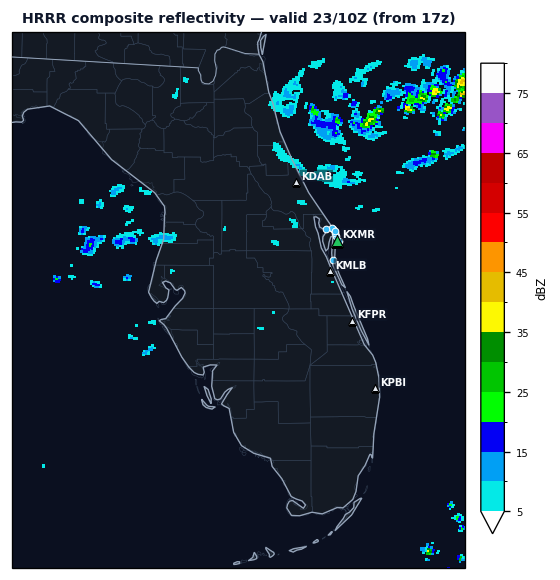 HRRR composite reflectivity — valid 23/10Z (from 17z)
KDAB
KXMR
KMLB
KFPR
KPBI
75
65
55
45
35
25
15
5
dBZ